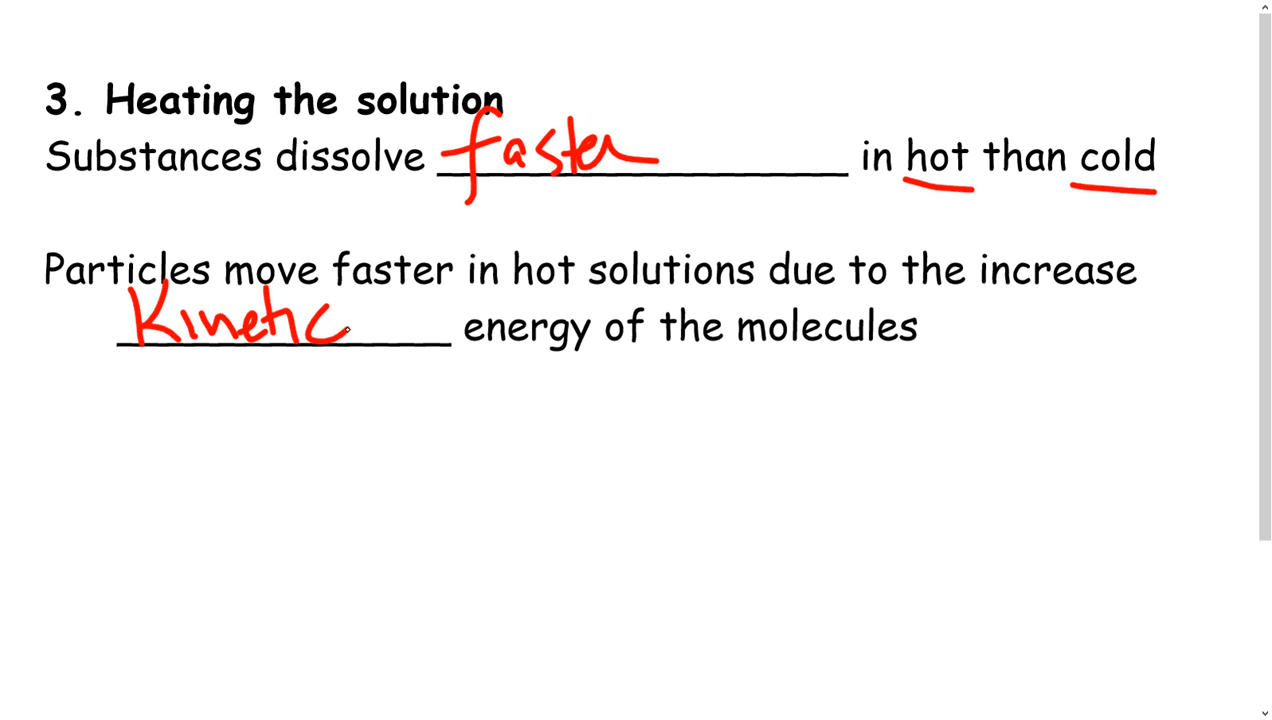 3. Heating the solution
Substances dissolve faster in hot than cold
Particles move faster in hot solutions due to the increase
Kinetic energy of the molecules